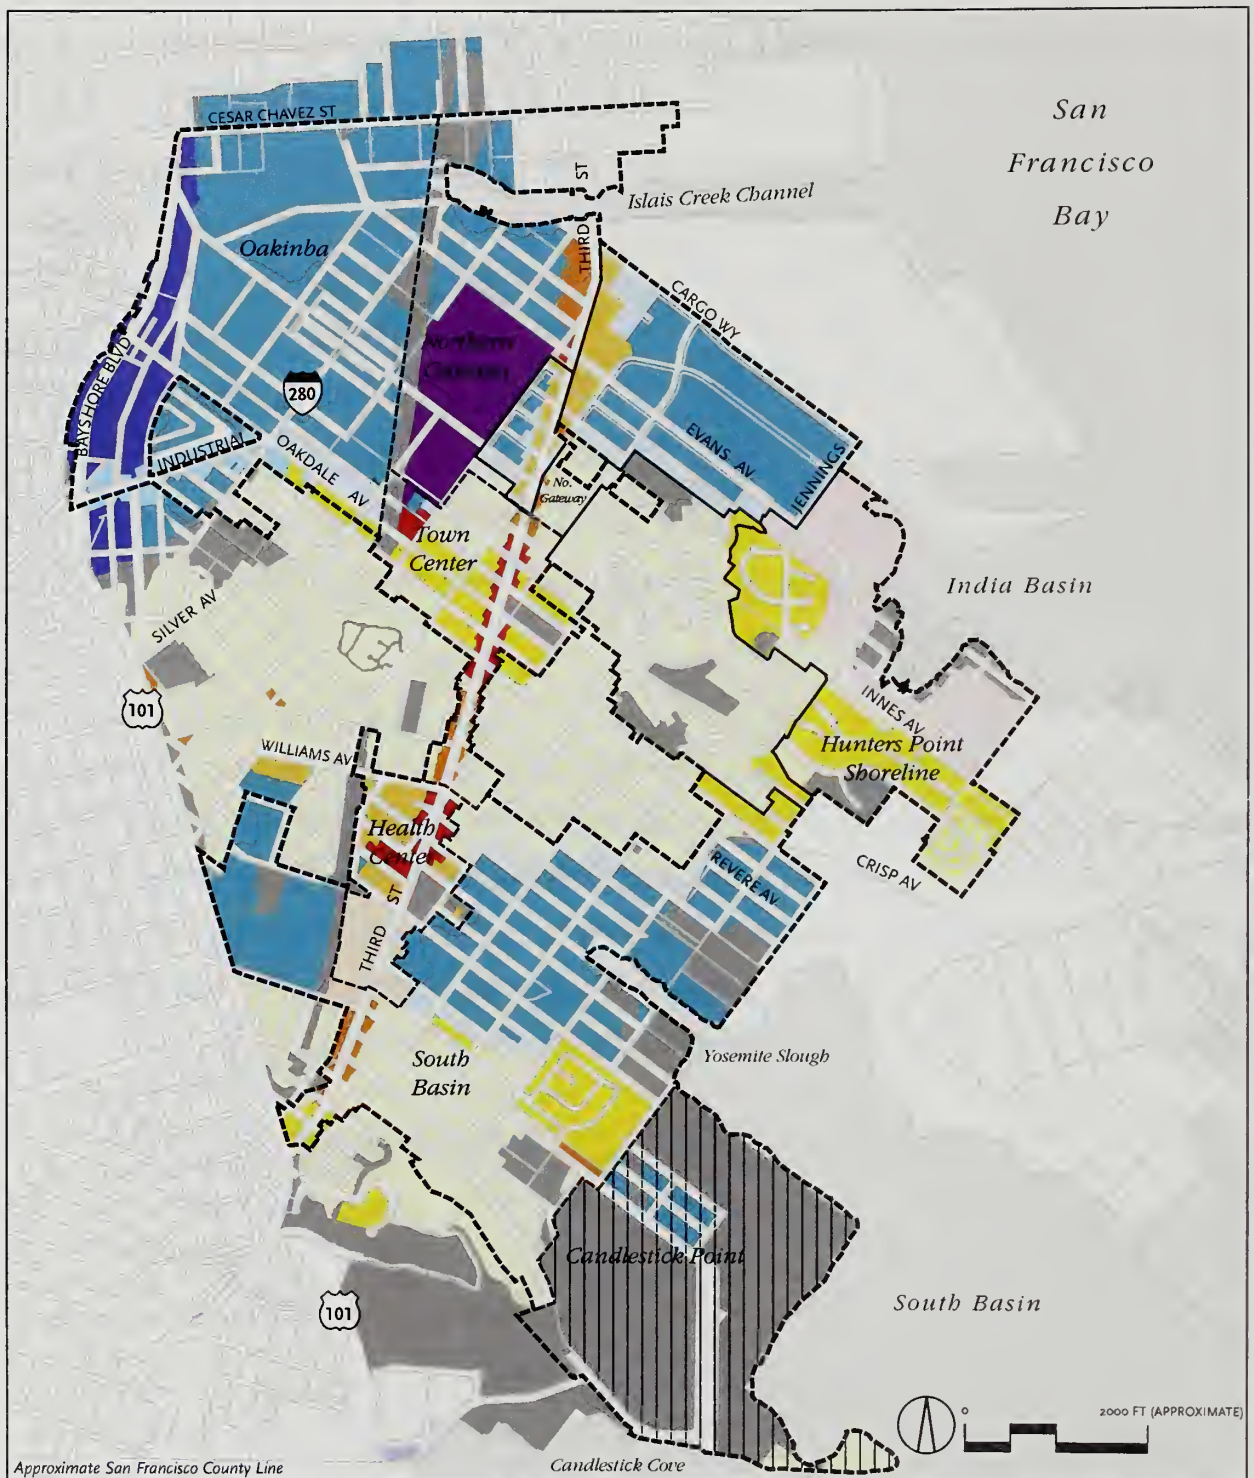 San
Francisco
Bay
CESAR CHAVEZ ST
THIRD ST
Islais Creek Channel
Oakinba
CARGO WY
BAYSHORE BLVD
Northern
Gateway
280
INDUSTRIAL
OAKDALE AV
EVANS AV
JENNINGS
No.
Gateway
Town
Center
India Basin
SILVER AV
101
INNES AV
WILLIAMS AV
Hunters Point
Shoreline
Health
Center
REVERE AV
CRISP AV
THIRD ST
South
Basin
Yosemite Slough
Candlestick Point
101
South Basin
0
2000 FT (APPROXIMATE)
Approximate San Francisco County Line
Candlestick Cove